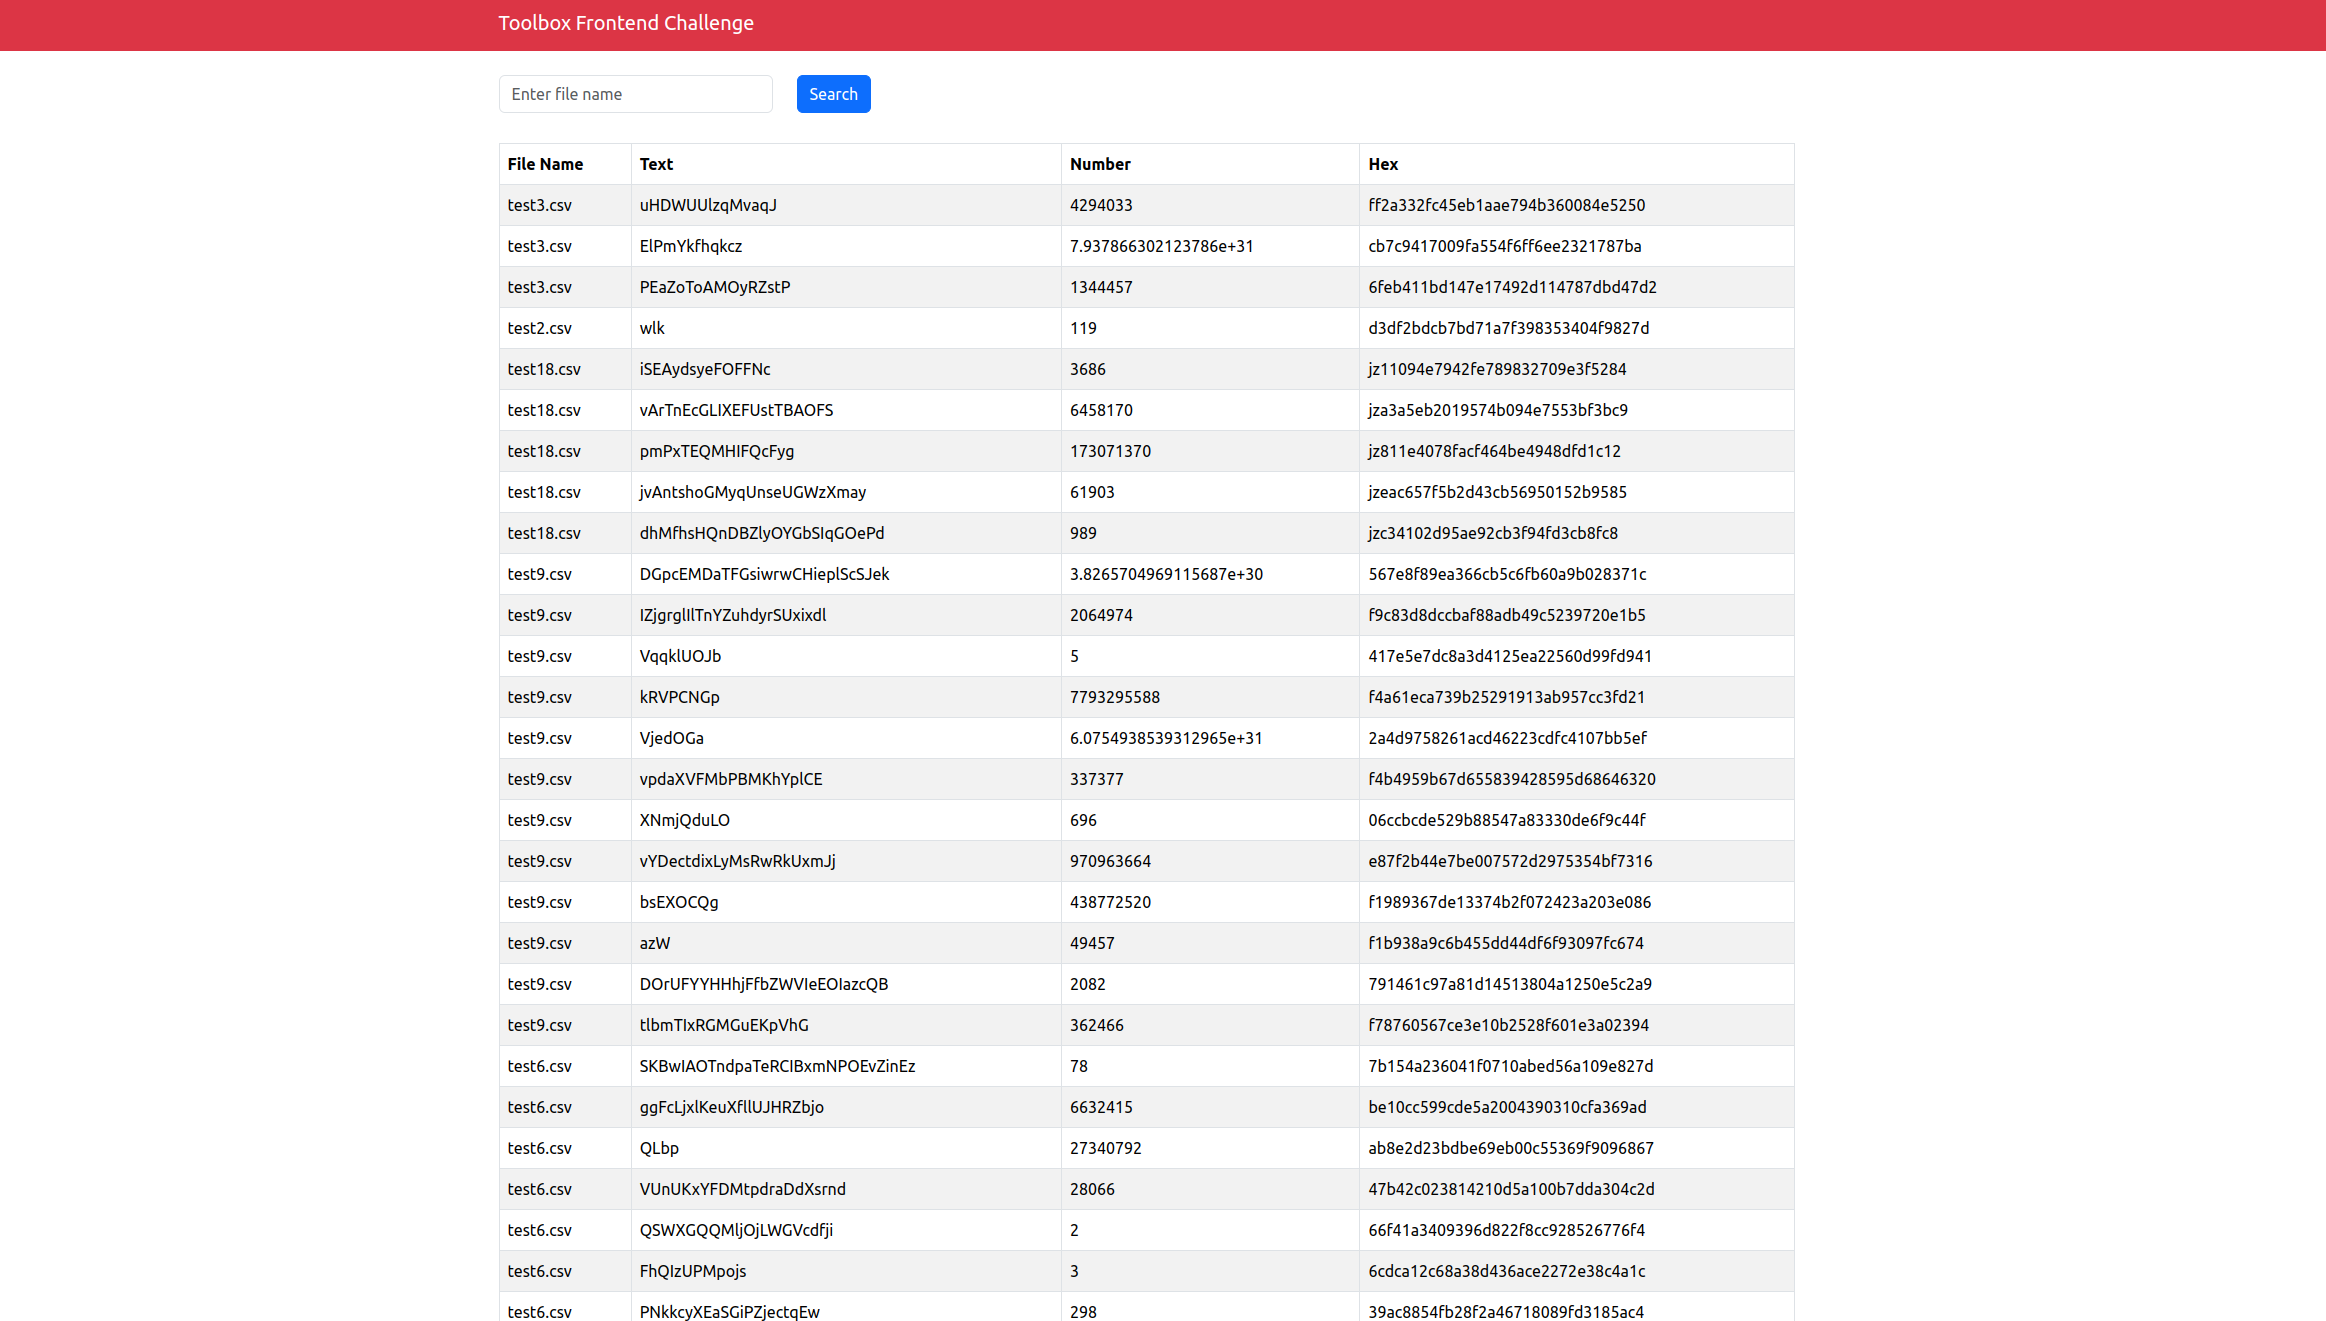 Toolbox Frontend Challenge
Enter file name Search
File Name Text Number Hex
test3.csv uHDWUUlzqMvaqJ 4294033 ff2a332fc45eb1aae794b360084e5250
test3.csv ElPmYkfhqkcz 7.937866302123786e+31 cb7c9417009fa554f6ff6ee2321787ba
test3.csv PEaZoToAMOyRZstP 1344457 6feb411bd147e17492d114787dbd47d2
test2.csv wlk 119 d3df2bdcb7bd71a7f398353404f9827d
test18.csv iSEAydsyeFOFFNc 3686 jz11094e7942fe789832709e3f5284
test18.csv vArTnEcGLIXEFUstTBAOFS 6458170 jza3a5eb2019574b094e7553bf3bc9
test18.csv pmPxTEQMHIFQcFyg 173071370 jz811e4078facf464be4948dfd1c12
test18.csv jvAntshoGMyqUnseUGWzXmay 61903 jzeac657f5b2d43cb56950152b9585
test18.csv dhMfhsHQnDBZlyOYGbSIqGOePd 989 jzc34102d95ae92cb3f94fd3cb8fc8
test9.csv DGpcEMDaTFGsiwrwCHieplScSJek 3.8265704969115687e+30 567e8f89ea366cb5c6fb60a9b028371c
test9.csv IZjgrglIlTnYZuhdyrSUxixdl 2064974 f9c83d8dccbaf88adb49c5239720e1b5
test9.csv VqqklUOJb 5 417e5e7dc8a3d4125ea22560d99fd941
test9.csv kRVPCNGp 7793295588 f4a61eca739b25291913ab957cc3fd21
test9.csv VjedOGa 6.0754938539312965e+31 2a4d9758261acd46223cdfc4107bb5ef
test9.csv vpdaXVFMbPBMKhYplCE 337377 f4b4959b67d655839428595d68646320
test9.csv XNmjQduLO 696 06ccbcde529b88547a83330de6f9c44f
test9.csv vYDectdixLyMsRwRkUxmJj 970963664 e87f2b44e7be007572d2975354bf7316
test9.csv bsEXOCQg 438772520 f1989367de13374b2f072423a203e086
test9.csv azW 49457 f1b938a9c6b455dd44df6f93097fc674
test9.csv DOrUFYYHHhjFfbZWVIeEOIazcQB 2082 791461c97a81d14513804a1250e5c2a9
test9.csv tlbmTIxRGMGuEKpVhG 362466 f78760567ce3e10b2528f601e3a02394
test6.csv SKBwIAOTndpaTeRCIBxmNPOEvZinEz 78 7b154a236041f0710abed56a109e827d
test6.csv ggFcLjxlKeuXfllUJHRZbjo 6632415 be10cc599cde5a2004390310cfa369ad
test6.csv QLbp 27340792 ab8e2d23bdbe69eb00c55369f9096867
test6.csv VUnUKxYFDMtpdraDdXsrnd 28066 47b42c023814210d5a100b7dda304c2d
test6.csv QSWXGQQMljOjLWGVcdfji 2 66f41a3409396d822f8cc928526776f4
test6.csv FhQIzUPMpojs 3 6cdca12c68a38d436ace2272e38c4a1c
test6.csv PNkkcyXEaSGiPZjectqEw 298 39ac8854fb28f2a46718089fd3185ac4